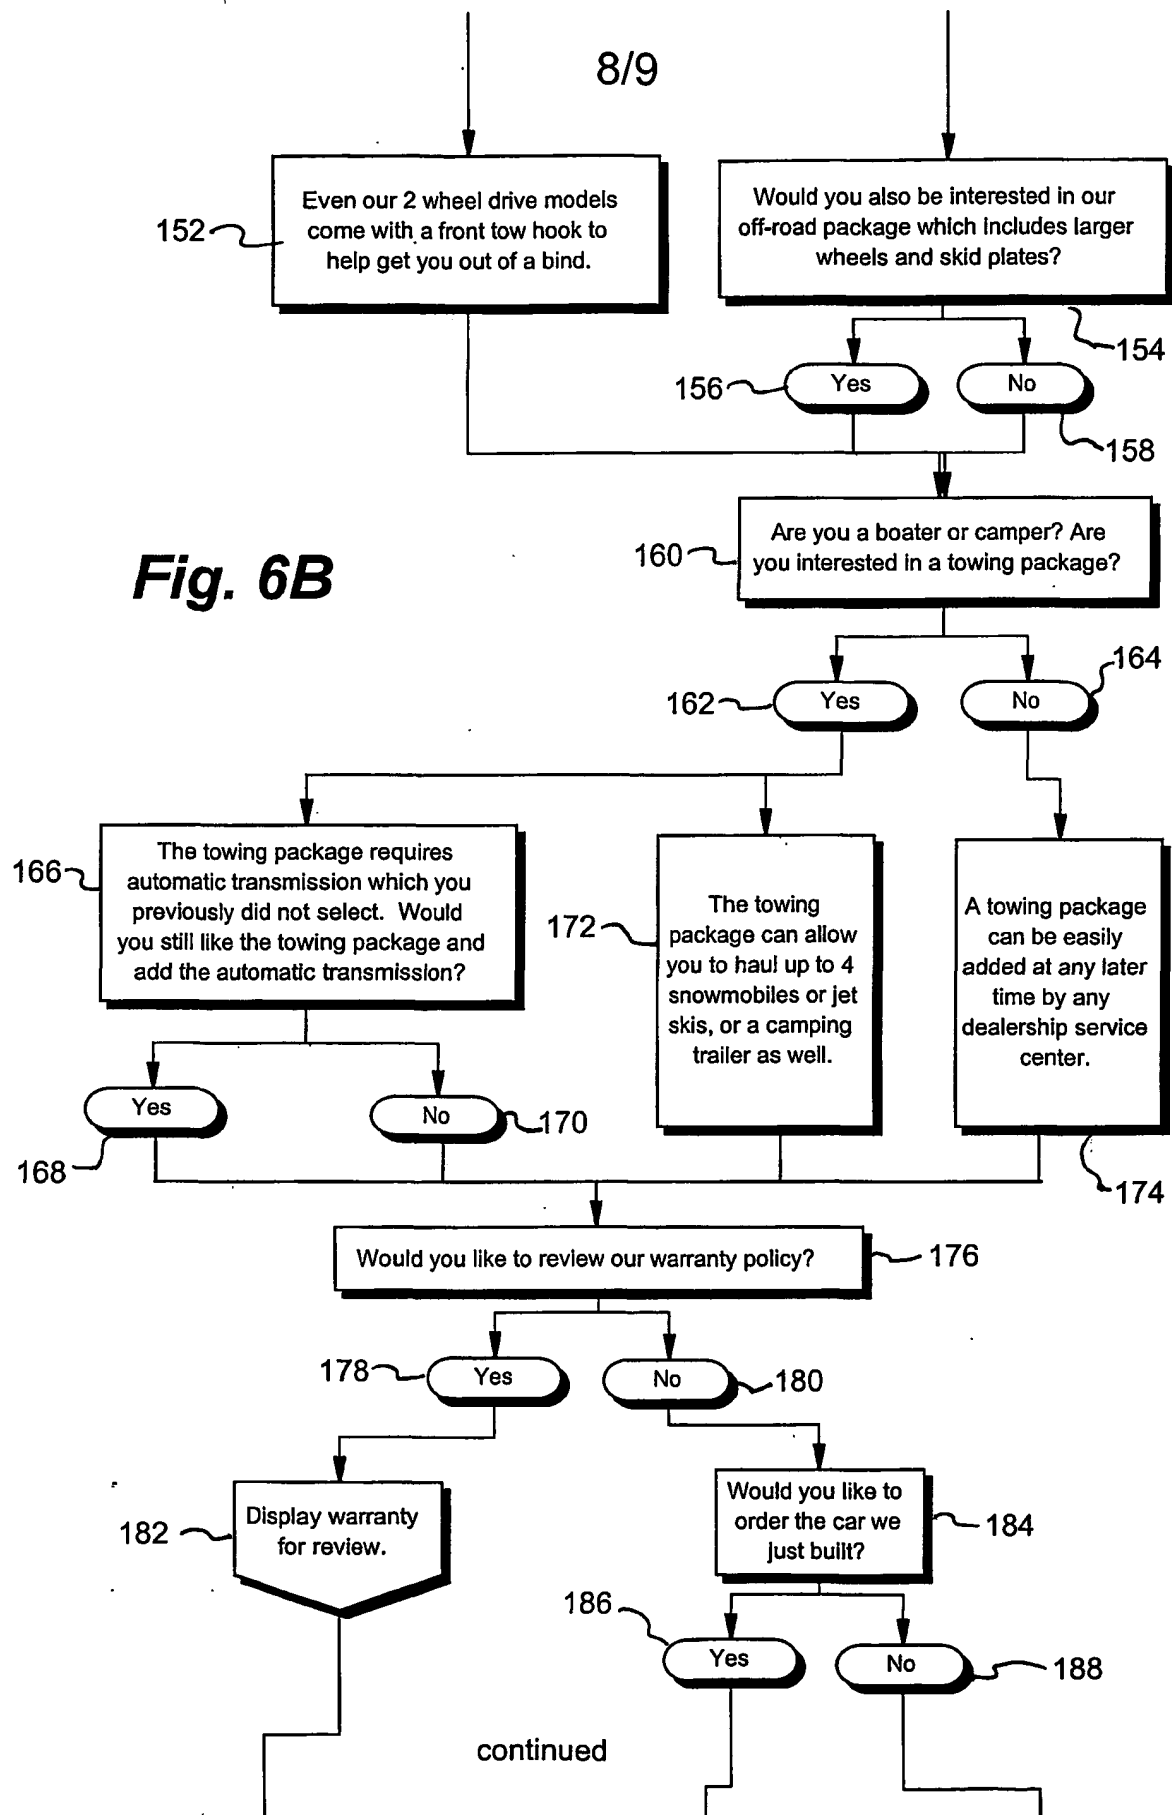 8/9
Even our 2 wheel drive models
come with a front tow hook to
help get you out of a bind.
152
Would you also be interested in our
off-road package which includes larger
wheels and skid plates?
154
156
Yes
No
158
Fig. 6B
160
Are you a boater or camper? Are
you interested in a towing package?
162
Yes
No
164
166
The towing package requires
automatic transmission which you
previously did not select. Would
you still like the towing package and
add the automatic transmission?
172
The towing
package can allow
you to haul up to 4
snowmobiles or jet
skis, or a camping
trailer as well.
A towing package
can be easily
added at any later
time by any
dealership service
center.
174
168
Yes
No
170
Would you like to review our warranty policy?
176
178
Yes
No
180
182
Display warranty
for review.
Would you like to
order the car we
just built?
184
186
Yes
No
188
continued